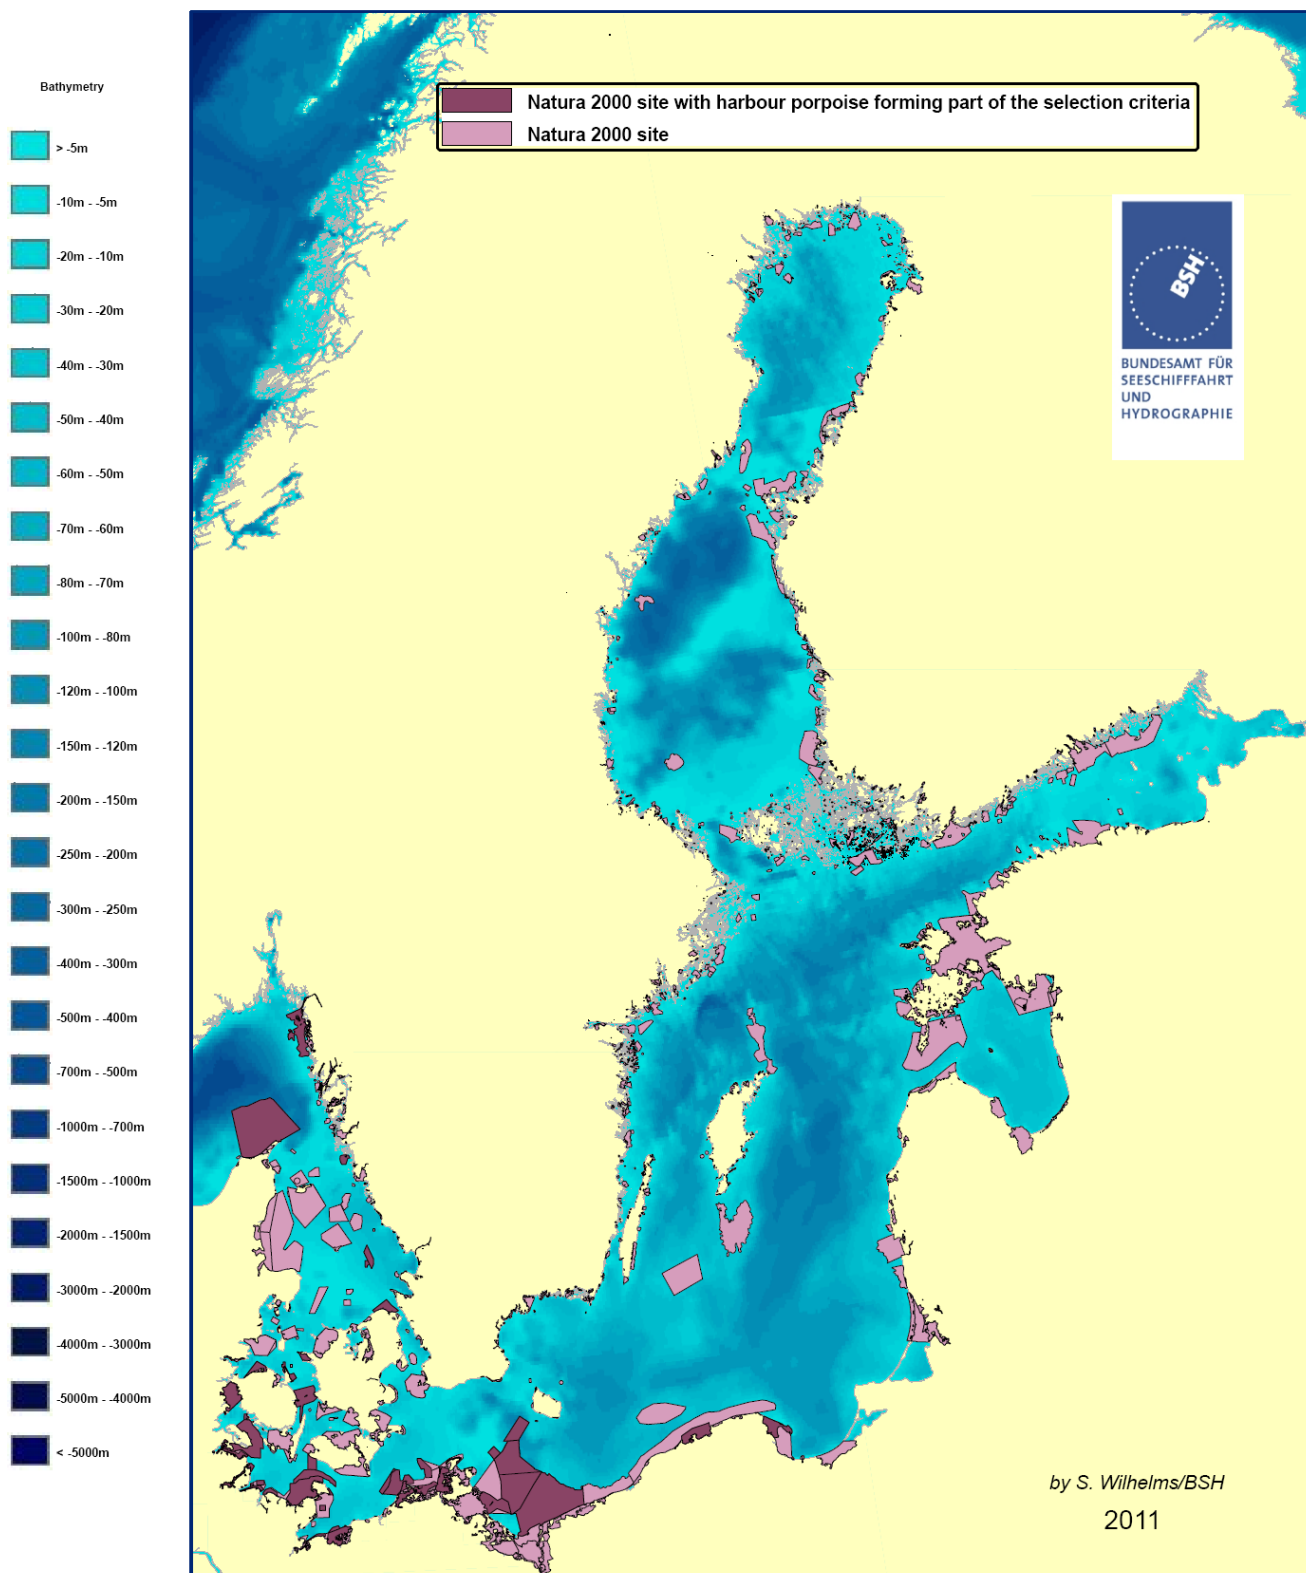 Bathymetry
> -5m
-10m - -5m
-20m - -10m
-30m - -20m
-40m - -30m
-50m - -40m
-60m - -50m
-70m - -60m
-80m - -70m
-100m - -80m
-120m - -100m
-150m - -120m
-200m - -150m
-250m - -200m
-300m - -250m
-400m - -300m
-500m - -400m
-700m - -500m
-1000m - -700m
-1500m - -1000m
-2000m - -1500m
-3000m - -2000m
-4000m - -3000m
-5000m - -4000m
< -5000m
Natura 2000 site with harbour porpoise forming part of the selection criteria
Natura 2000 site
BSH
BUNDESAMT FÜR
SEESCHIFFFAHRT
UND
HYDROGRAPHIE
by S. Wilhelms/BSH
2011